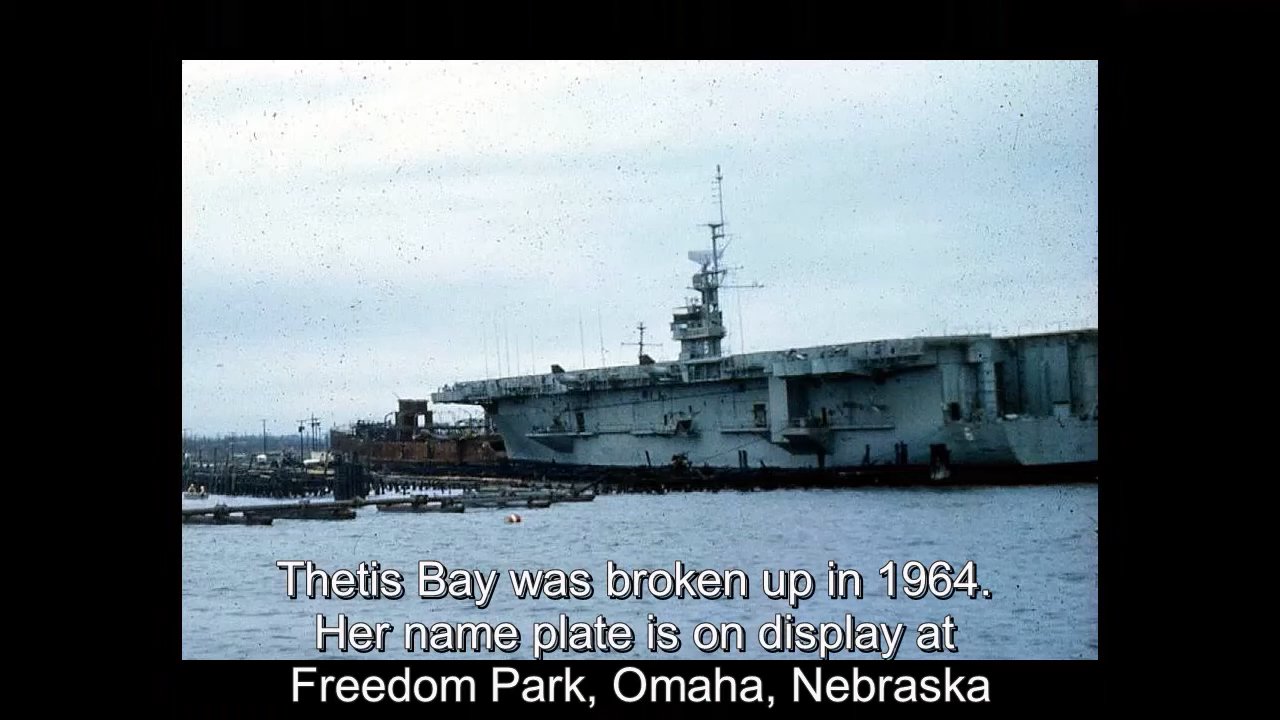 Thetis Bay was broken up in 1964.
Her name plate is on display at
Freedom Park, Omaha, Nebraska